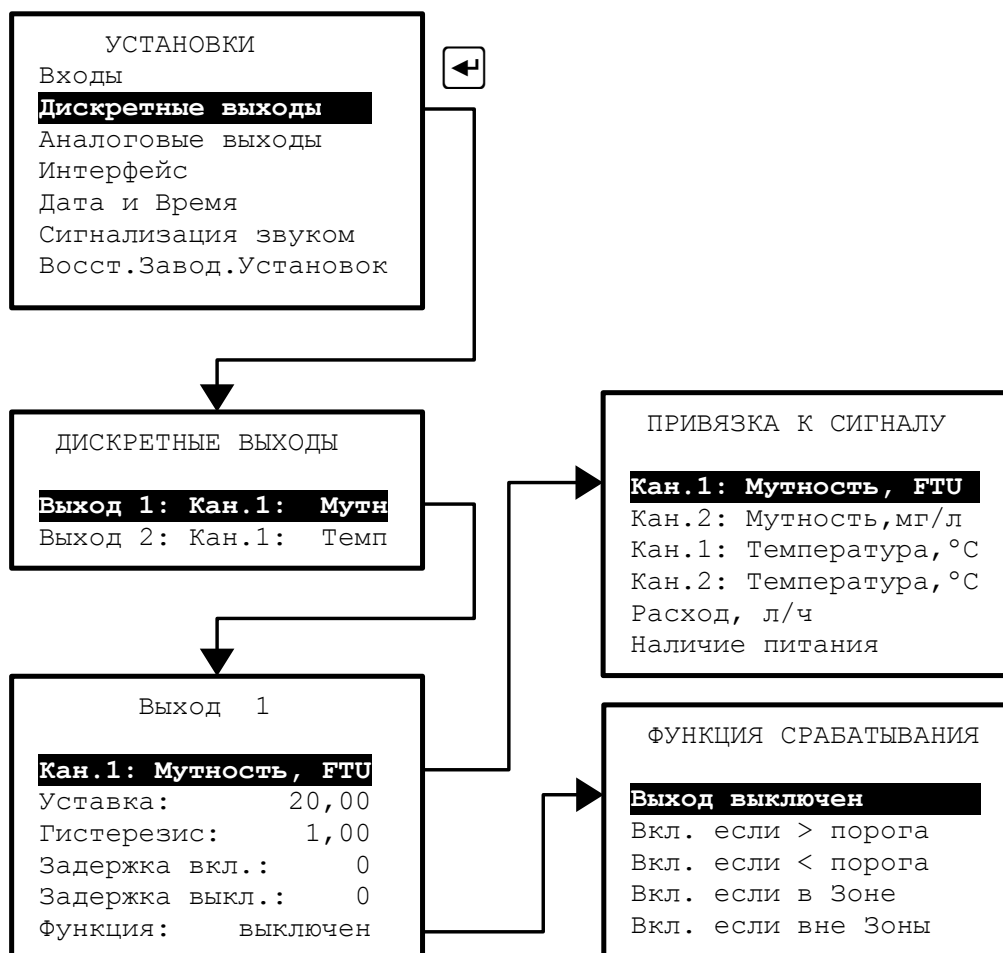 УСТАНОВКИ
Входы
Дискретные выходы
Аналоговые выходы
Интерфейс
Дата и Время
Сигнализация звуком
Восст.Завод.Установок
ДИСКРЕТНЫЕ ВЫХОДЫ
Выход 1: Кан.1: Мутн
Выход 2: Кан.1: Темп
Выход 1
Кан.1: Мутность, FTU
Уставка: 20,00
Гистерезис: 1,00
Задержка вкл.: 0
Задержка выкл.: 0
Функция: выключен
ПРИВЯЗКА К СИГНАЛУ
Кан.1: Мутность, FTU
Кан.2: Мутность,мг/л
Кан.1: Температура,°C
Кан.2: Температура,°C
Расход, л/ч
Наличие питания
ФУНКЦИЯ СРАБАТЫВАНИЯ
Выход выключен
Вкл. если > порога
Вкл. если < порога
Вкл. если в Зоне
Вкл. если вне Зоны